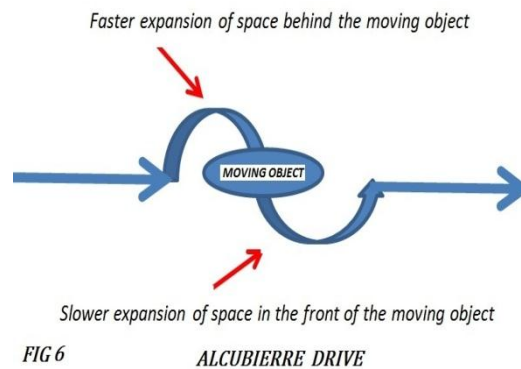 Faster expansion of space behind the moving object
MOVING OBJECT
Slower expansion of space in the front of the moving object
FIG 6 ALCUBIERRE DRIVE